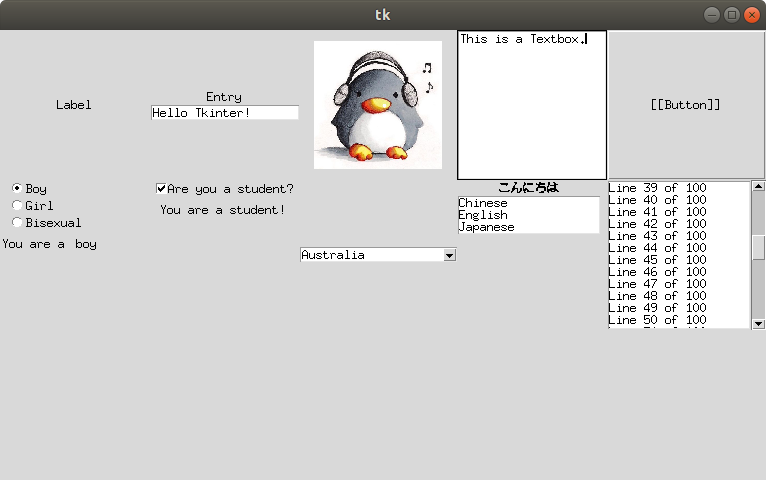 tk
Label
Entry
Hello Tkinter!
This is a Textbox.
[[Button]]
Boy
Girl
Bisexual
You are a boy
Are you a student?
You are a student!
Australia
こんにちは
Chinese
English
Japanese
Line 39 of 100
Line 40 of 100
Line 41 of 100
Line 42 of 100
Line 43 of 100
Line 44 of 100
Line 45 of 100
Line 46 of 100
Line 47 of 100
Line 48 of 100
Line 49 of 100
Line 50 of 100